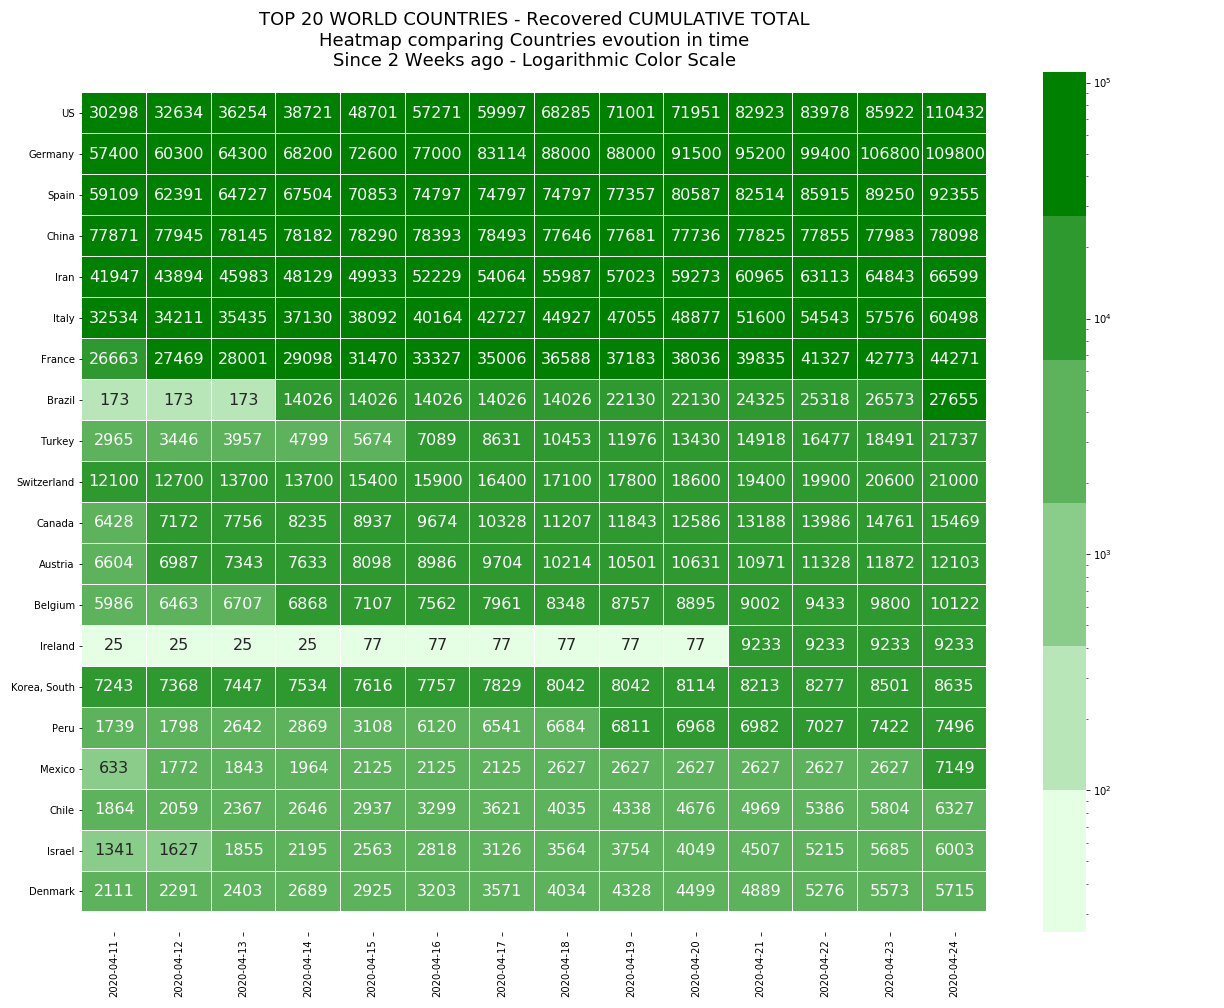 TOP 20 WORLD COUNTRIES - Recovered CUMULATIVE TOTAL
Heatmap comparing Countries evoution in time
Since 2 Weeks ago - Logarithmic Color Scale
US 30298 32634 36254 38721 48701 57271 59997 68285 71001 71951 82923 83978 85922 110432
Germany 57400 60300 64300 68200 72600 77000 83114 88000 88000 91500 95200 99400 106800 109800
Spain 59109 62391 64727 67504 70853 74797 74797 74797 77357 80587 82514 85915 89250 92355
China 77871 77945 78145 78182 78290 78393 78493 77646 77681 77736 77825 77855 77983 78098
Iran 41947 43894 45983 48129 49933 52229 54064 55987 57023 59273 60965 63113 64843 66599
Italy 32534 34211 35435 37130 38092 40164 42727 44927 47055 48877 51600 54543 57576 60498
France 26663 27469 28001 29098 31470 33327 35006 36588 37183 38036 39835 41327 42773 44271
Brazil 173 173 173 14026 14026 14026 14026 14026 22130 22130 24325 25318 26573 27655
Turkey 2965 3446 3957 4799 5674 7089 8631 10453 11976 13430 14918 16477 18491 21737
Switzerland 12100 12700 13700 13700 15400 15900 16400 17100 17800 18600 19400 19900 20600 21000
Canada 6428 7172 7756 8235 8937 9674 10328 11207 11843 12586 13188 13986 14761 15469
Austria 6604 6987 7343 7633 8098 8986 9704 10214 10501 10631 10971 11328 11872 12103
Belgium 5986 6463 6707 6868 7107 7562 7961 8348 8757 8895 9002 9433 9800 10122
Ireland 25 25 25 25 77 77 77 77 77 77 9233 9233 9233 9233
Korea, South 7243 7368 7447 7534 7616 7757 7829 8042 8042 8114 8213 8277 8501 8635
Peru 1739 1798 2642 2869 3108 6120 6541 6684 6811 6968 6982 7027 7422 7496
Mexico 633 1772 1843 1964 2125 2125 2125 2627 2627 2627 2627 2627 2627 7149
Chile 1864 2059 2367 2646 2937 3299 3621 4035 4338 4676 4969 5386 5804 6327
Israel 1341 1627 1855 2195 2563 2818 3126 3564 3754 4049 4507 5215 5685 6003
Denmark 2111 2291 2403 2689 2925 3203 3571 4034 4328 4499 4889 5276 5573 5715
2020-04-11 2020-04-12 2020-04-13 2020-04-14 2020-04-15 2020-04-16 2020-04-17 2020-04-18 2020-04-19 2020-04-20 2020-04-21 2020-04-22 2020-04-23 2020-04-24
10⁵
10⁴
10³
10²